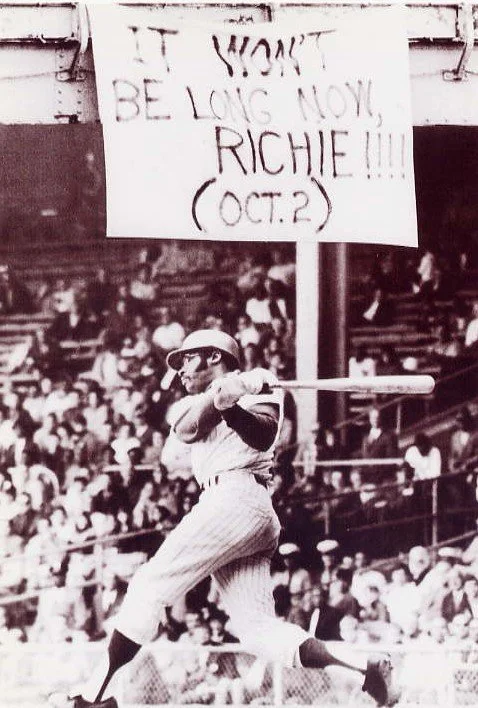 IT WON'T
BE LONG NOW,
RICHIE!!!!
(OCT. 2)